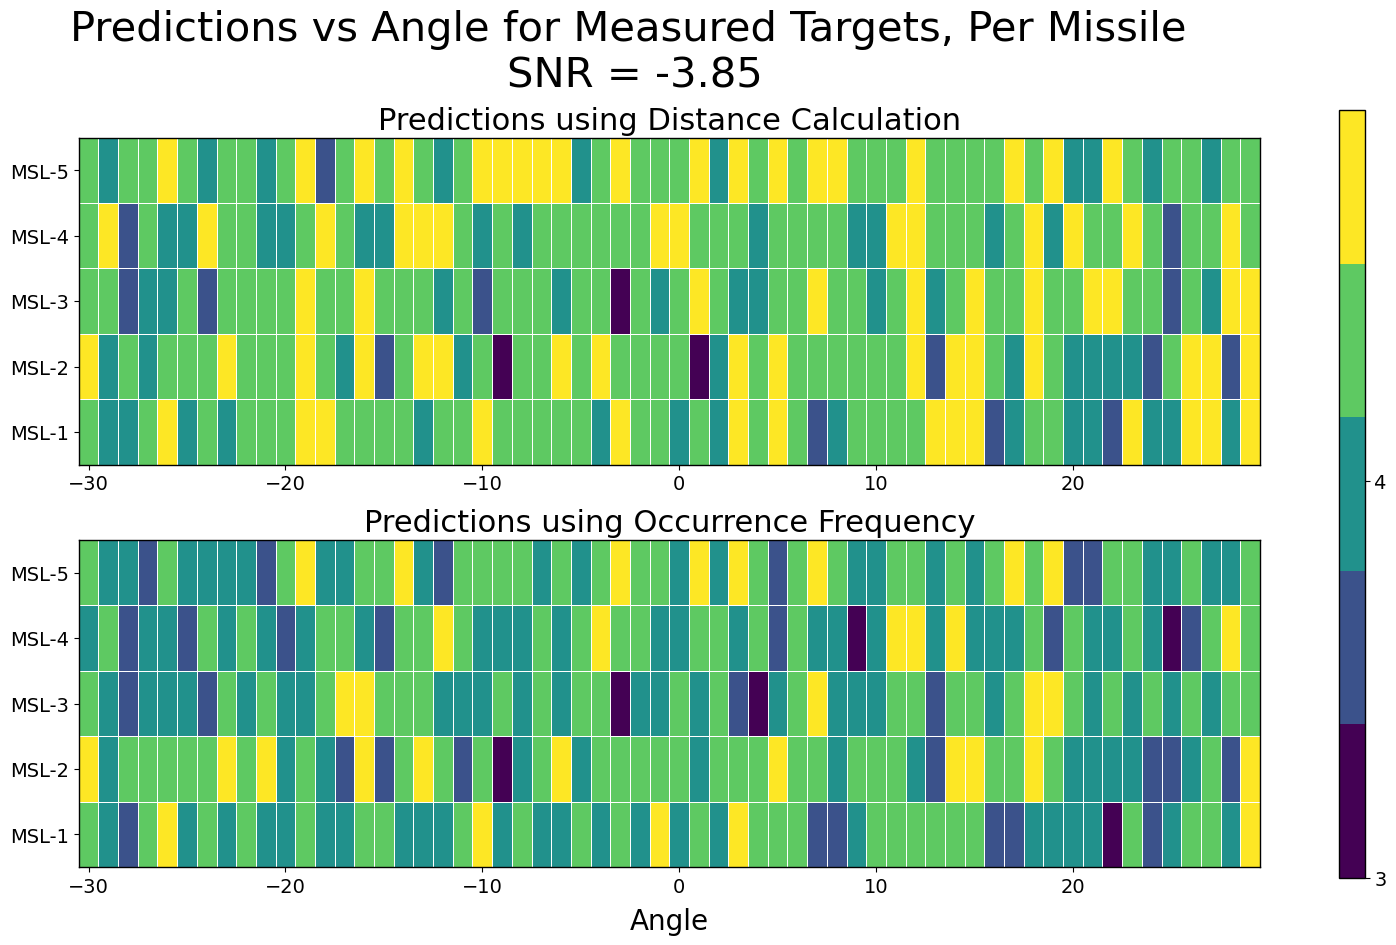 Predictions vs Angle for Measured Targets, Per Missile
SNR = -3.85
Predictions using Distance Calculation
MSL-5
MSL-4
MSL-3
MSL-2
MSL-1
−30 −20 −10 0 10 20
Predictions using Occurrence Frequency
MSL-5
MSL-4
MSL-3
MSL-2
MSL-1
−30 −20 −10 0 10 20
Angle
4
3